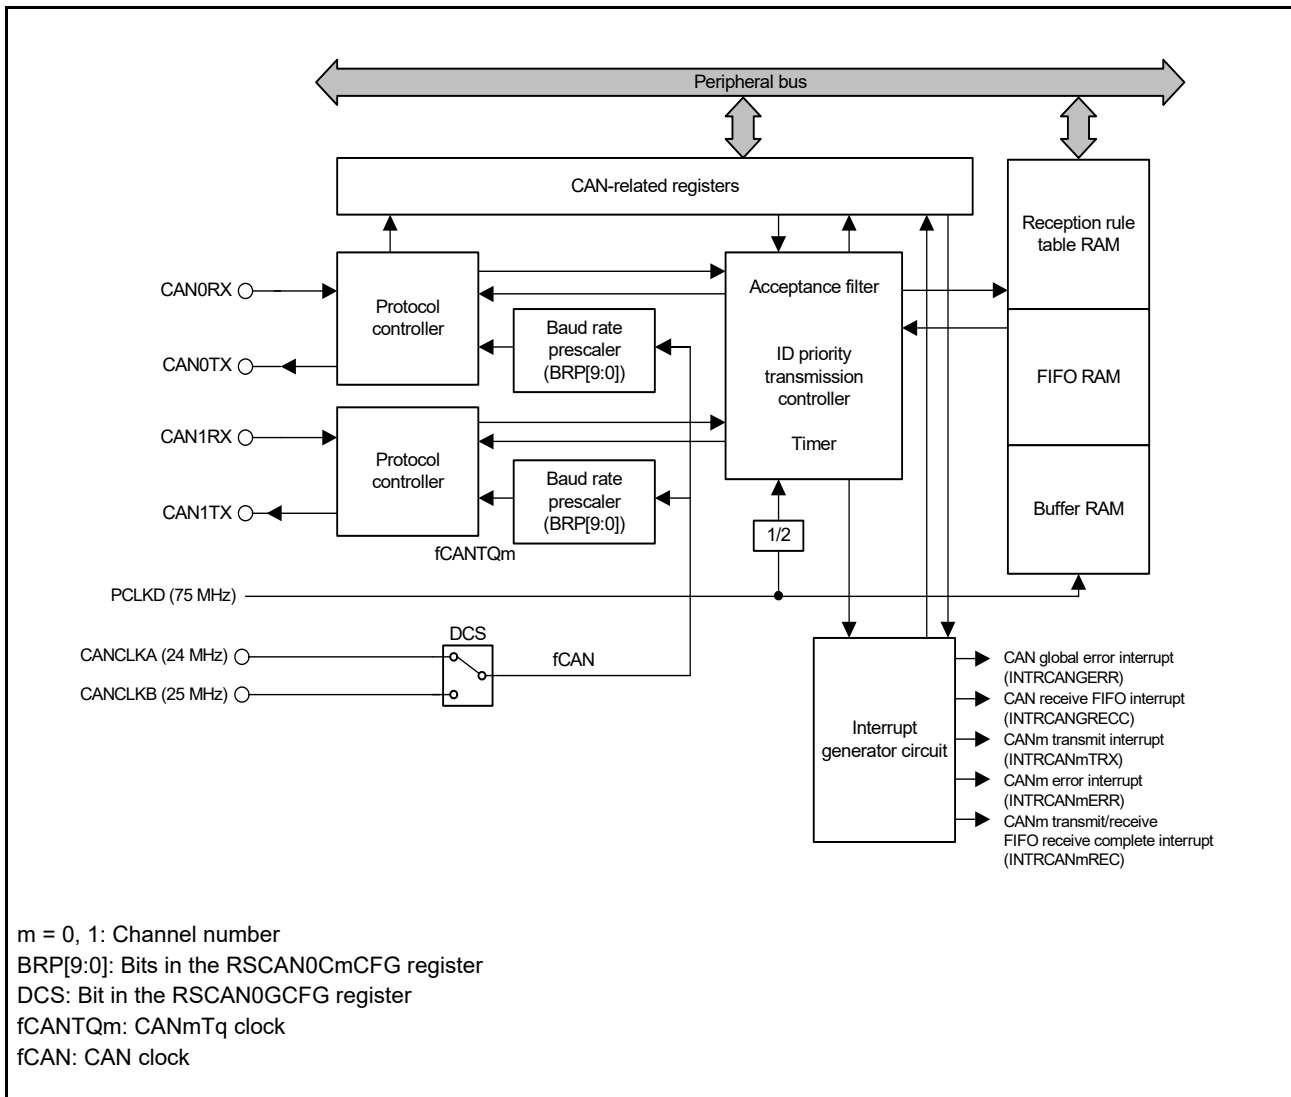 Peripheral bus
CAN-related registers
Reception rule
table RAM
FIFO RAM
Buffer RAM
CAN0RX
CAN0TX
Protocol
controller
Baud rate
prescaler
(BRP[9:0])
Acceptance filter
ID priority
transmission
controller
Timer
CAN1RX
CAN1TX
Protocol
controller
Baud rate
prescaler
(BRP[9:0])
fCANTQm
1/2
PCLKD (75 MHz)
DCS
CANCLKA (24 MHz)
CANCLKB (25 MHz)
fCAN
Interrupt
generator circuit
CAN global error interrupt
(INTRCANGERR)
CAN receive FIFO interrupt
(INTRCANGRECC)
CANm transmit interrupt
(INTRCANmTRX)
CANm error interrupt
(INTRCANmERR)
CANm transmit/receive
FIFO receive complete interrupt
(INTRCANmREC)
m = 0, 1: Channel number
BRP[9:0]: Bits in the RSCAN0CmCFG register
DCS: Bit in the RSCAN0GCFG register
fCANTQm: CANmTq clock
fCAN: CAN clock